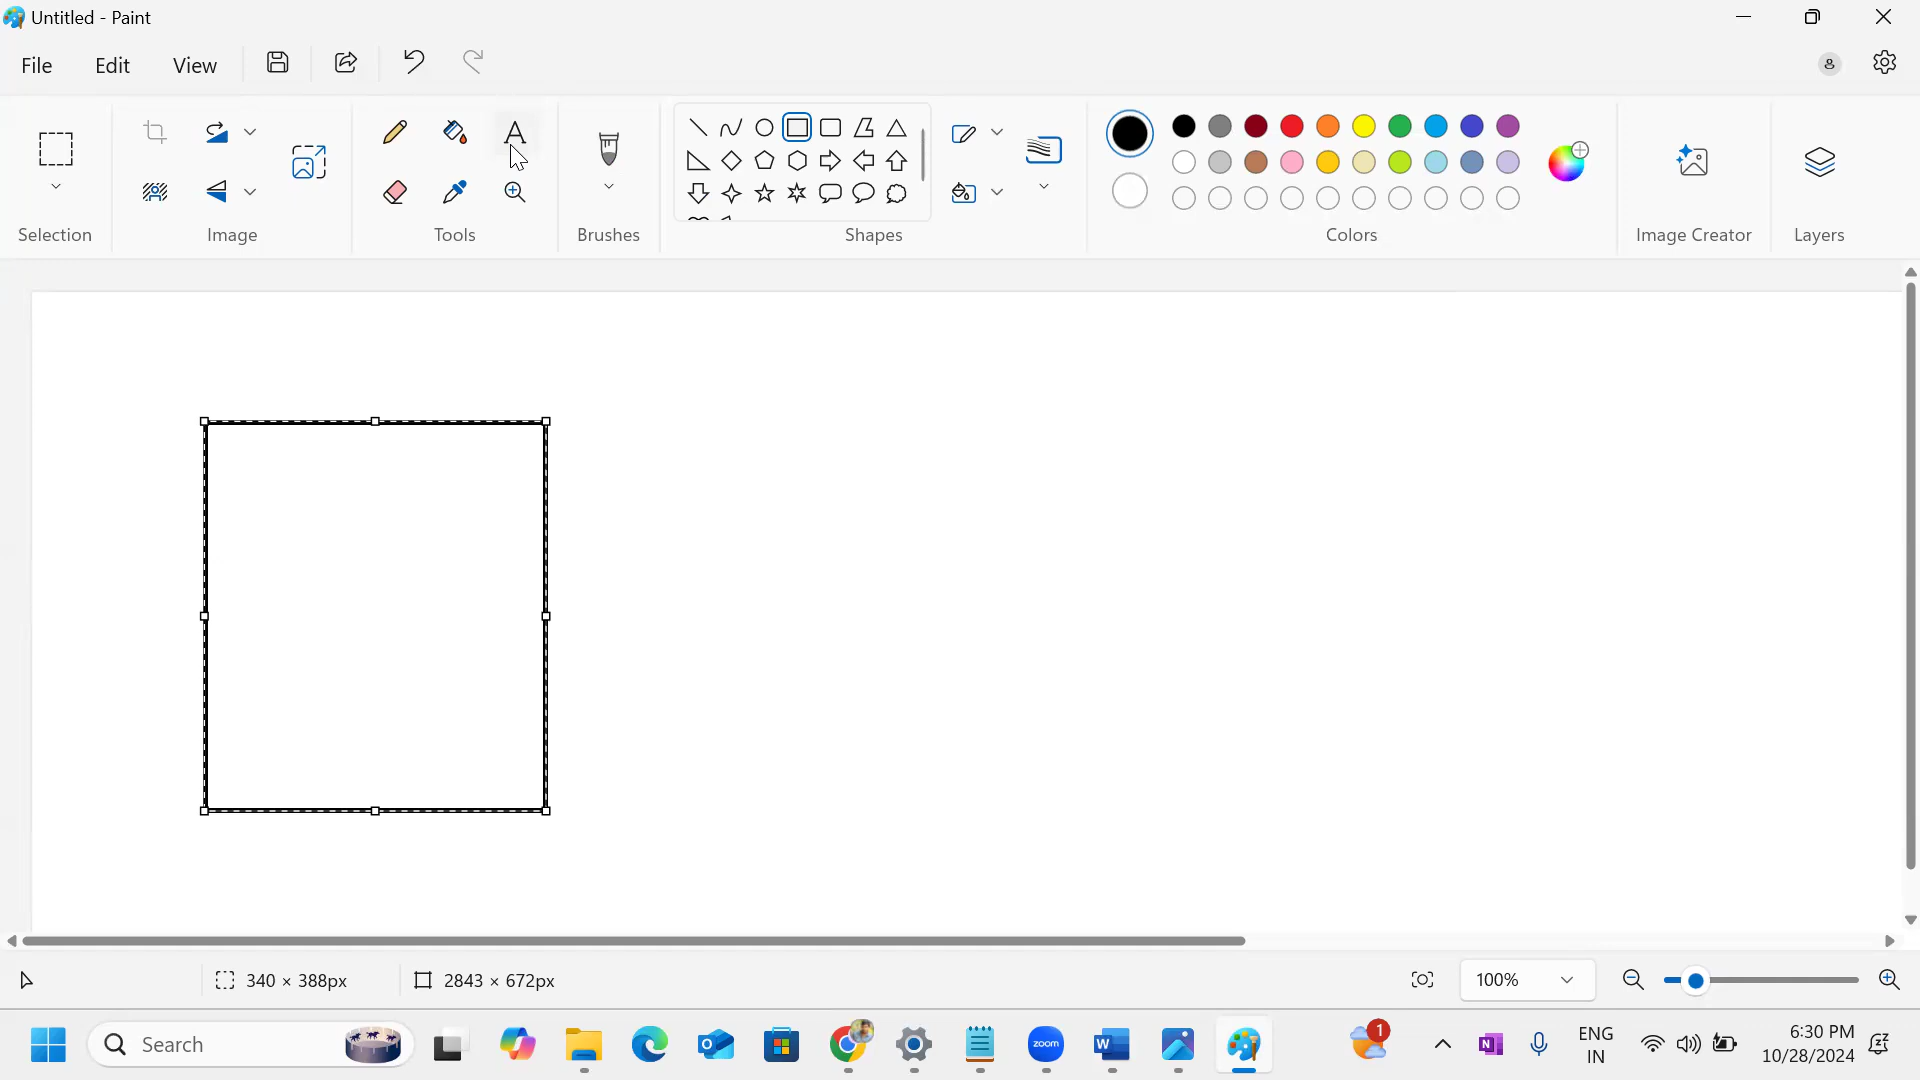 Untitled - Paint
File Edit View
Selection Image Tools Brushes Shapes Colors Image Creator Layers
340 × 388px 2843 × 672px 100%
Search zoom 1 ENG 6:30 PM
IN 10/28/2024